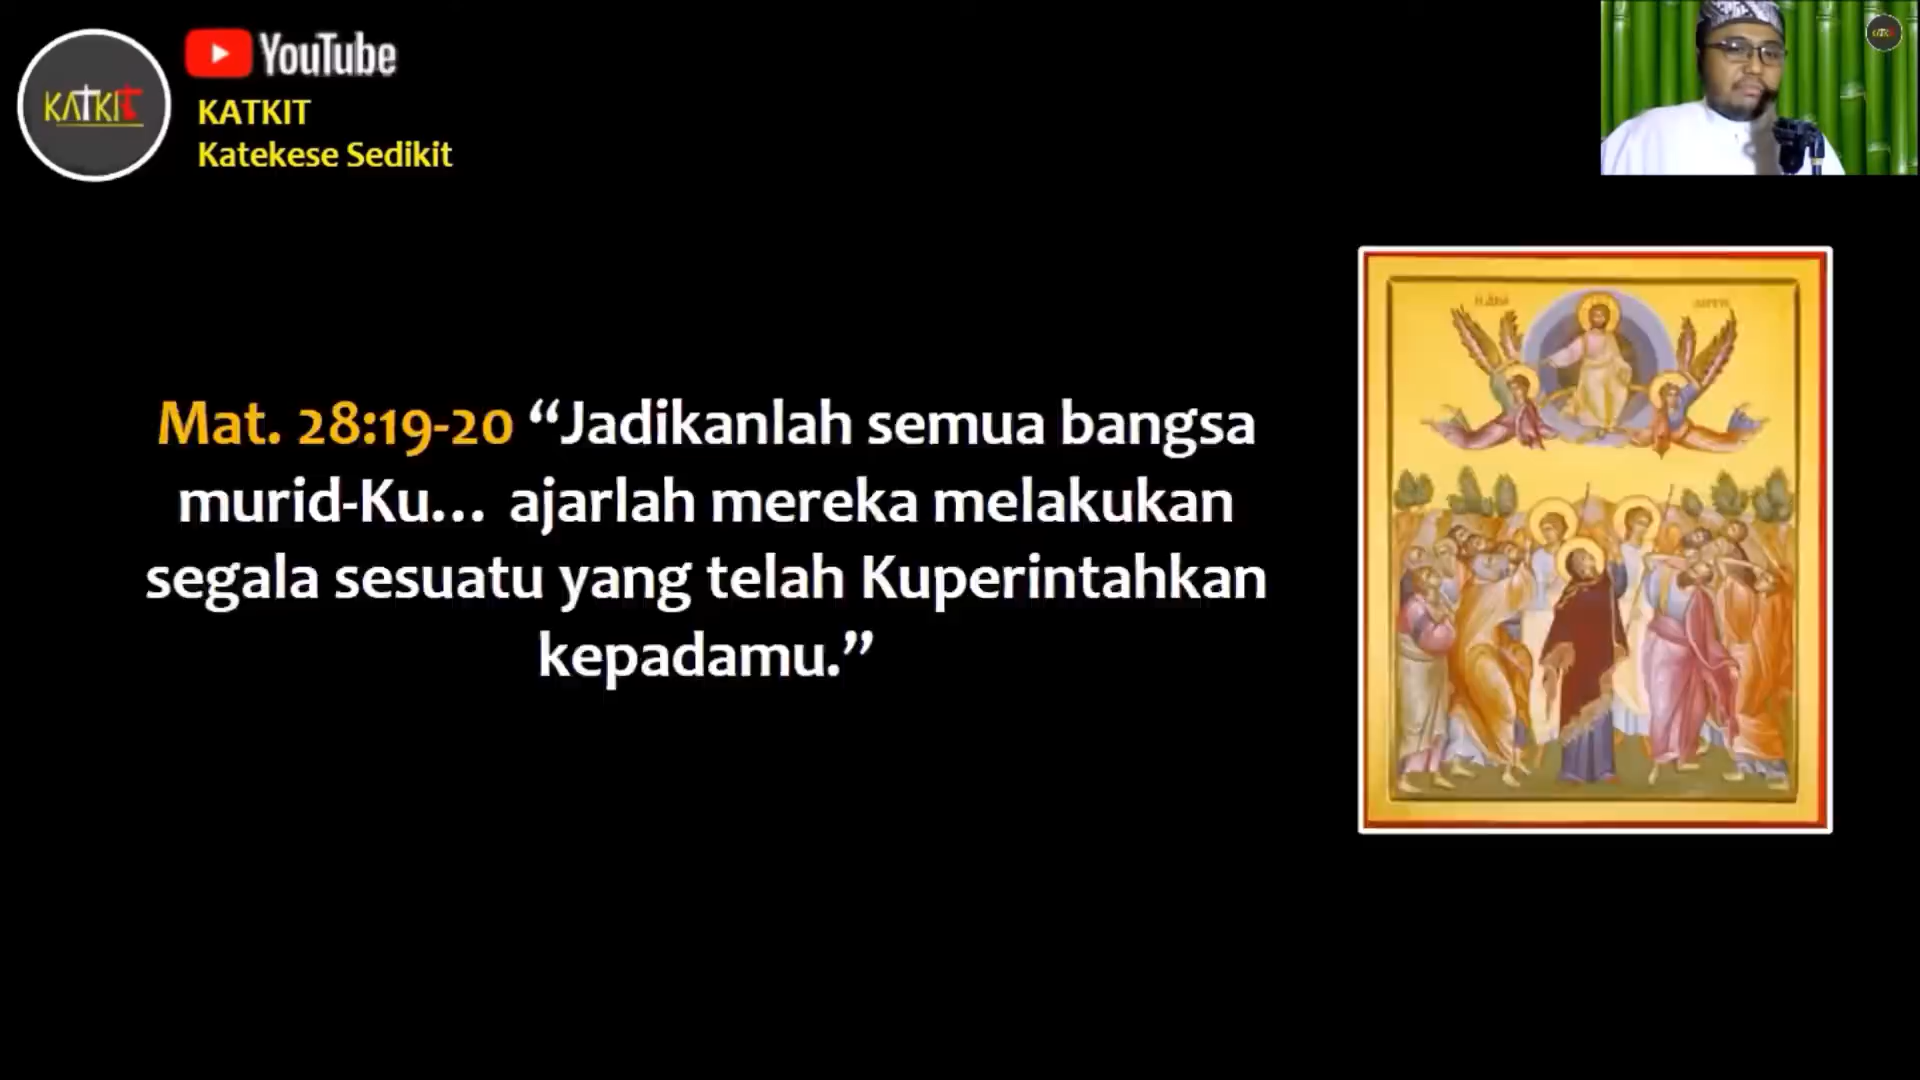 KATKIT
YouTube
KATKIT
Katekese Sedikit
Mat. 28:19-20 “Jadikanlah semua bangsa
murid-Ku... ajarlah mereka melakukan
segala sesuatu yang telah Kuperintahkan
kepadamu.”